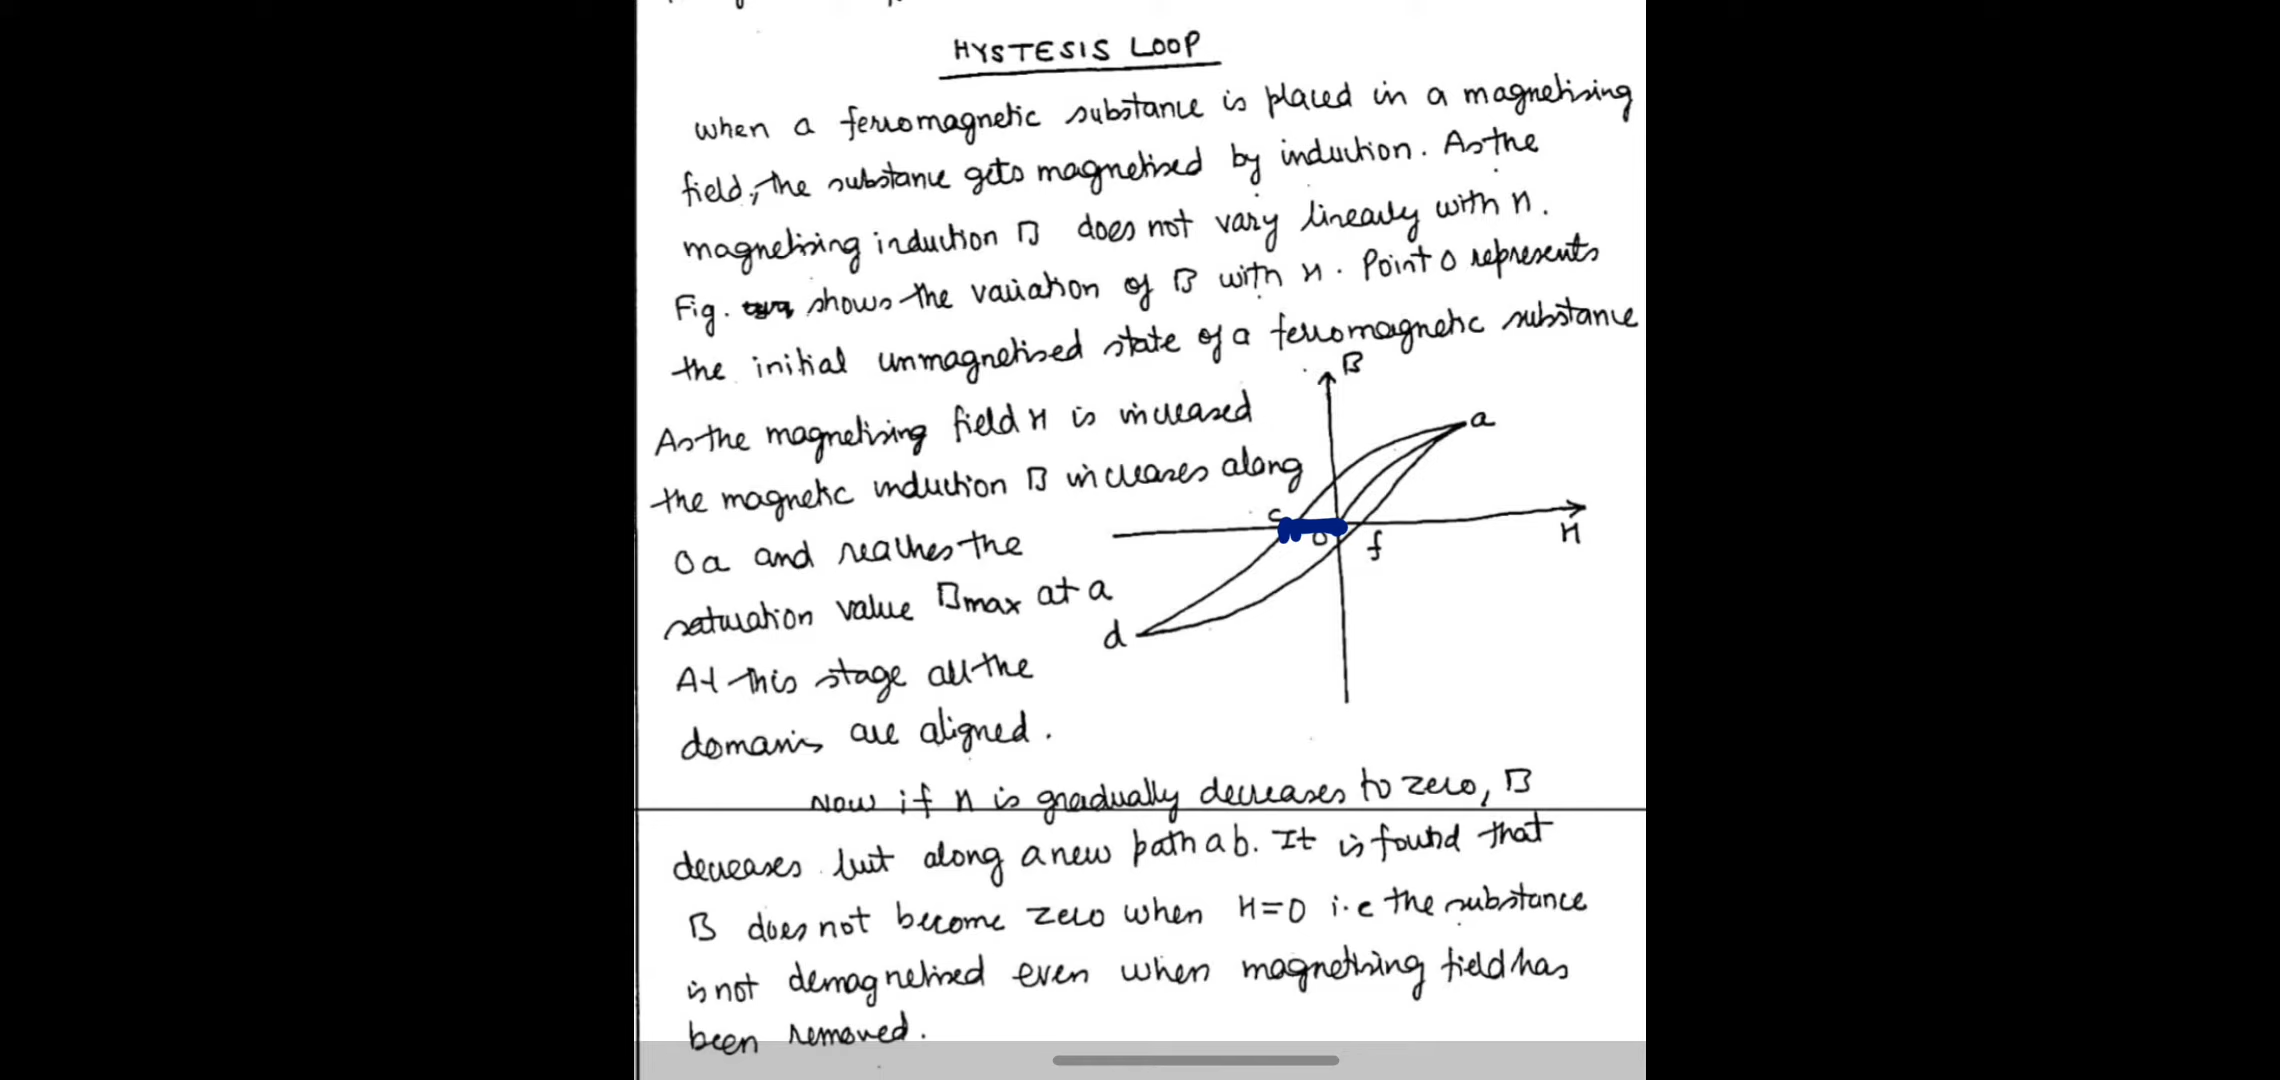 HYSTESIS LOOP
when a ferromagnetic substance is placed in a magnetising
field, the substance gets magnetised by induction. As the
magnetising induction B does not vary linearly with H.
Fig. shows the variation of B with H. Point O represents
the initial unmagnetised state of a ferromagnetic substance
B
As the magnetising field H is increased
a
the magnetic induction B increases along
c
O
f
H
Oa and reaches the
saturation value Bmax at a
d
At this stage all the
domains are aligned.
Now if H is gradually decreases to zero, B
decreases but along a new path ab. It is found that
B does not become zero when H=0 i.e the substance
is not demagnetised even when magnetising field has
been removed.